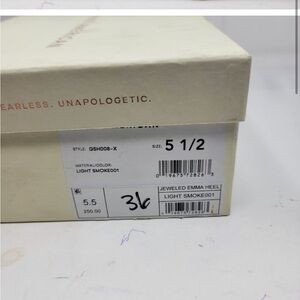 EARLESS. UNAPOLOGETIC.
STYLE: GSH008-X
SIZE: 5 1/2
MATERIAL/COLOR:
LIGHT SMOKE001
JEWELED EMMA HEEL
LIGHT SMOKE001
5.5
250.00
36